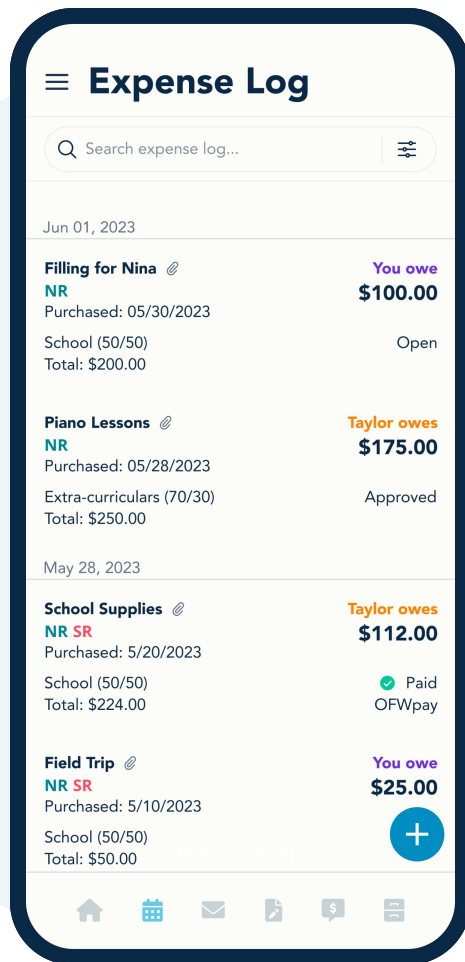 Expense Log
Search expense log...
Jun 01, 2023
Filling for Nina You owe
NR $100.00
Purchased: 05/30/2023
School (50/50) Open
Total: $200.00
Piano Lessons Taylor owes
NR $175.00
Purchased: 05/28/2023
Extra-curriculars (70/30) Approved
Total: $250.00
May 28, 2023
School Supplies Taylor owes
NR SR $112.00
Purchased: 5/20/2023
School (50/50) Paid
Total: $224.00 OFWpay
Field Trip You owe
NR SR $25.00
Purchased: 5/10/2023
School (50/50)
Total: $50.00